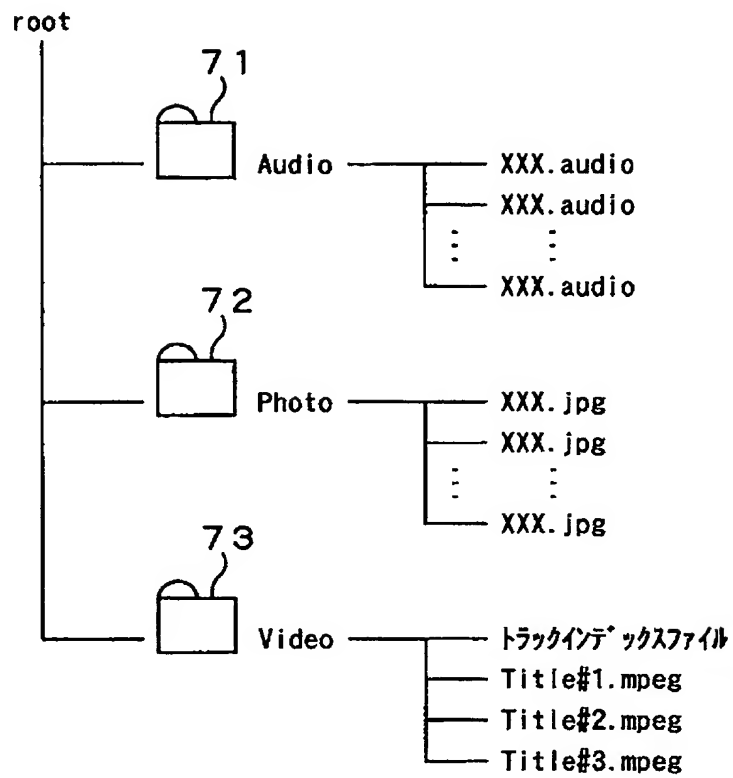 root
71
Audio
XXX.audio
XXX.audio
XXX.audio
72
Photo
XXX.jpg
XXX.jpg
XXX.jpg
73
Video
トラックインデックスファイル
Title#1.mpeg
Title#2.mpeg
Title#3.mpeg